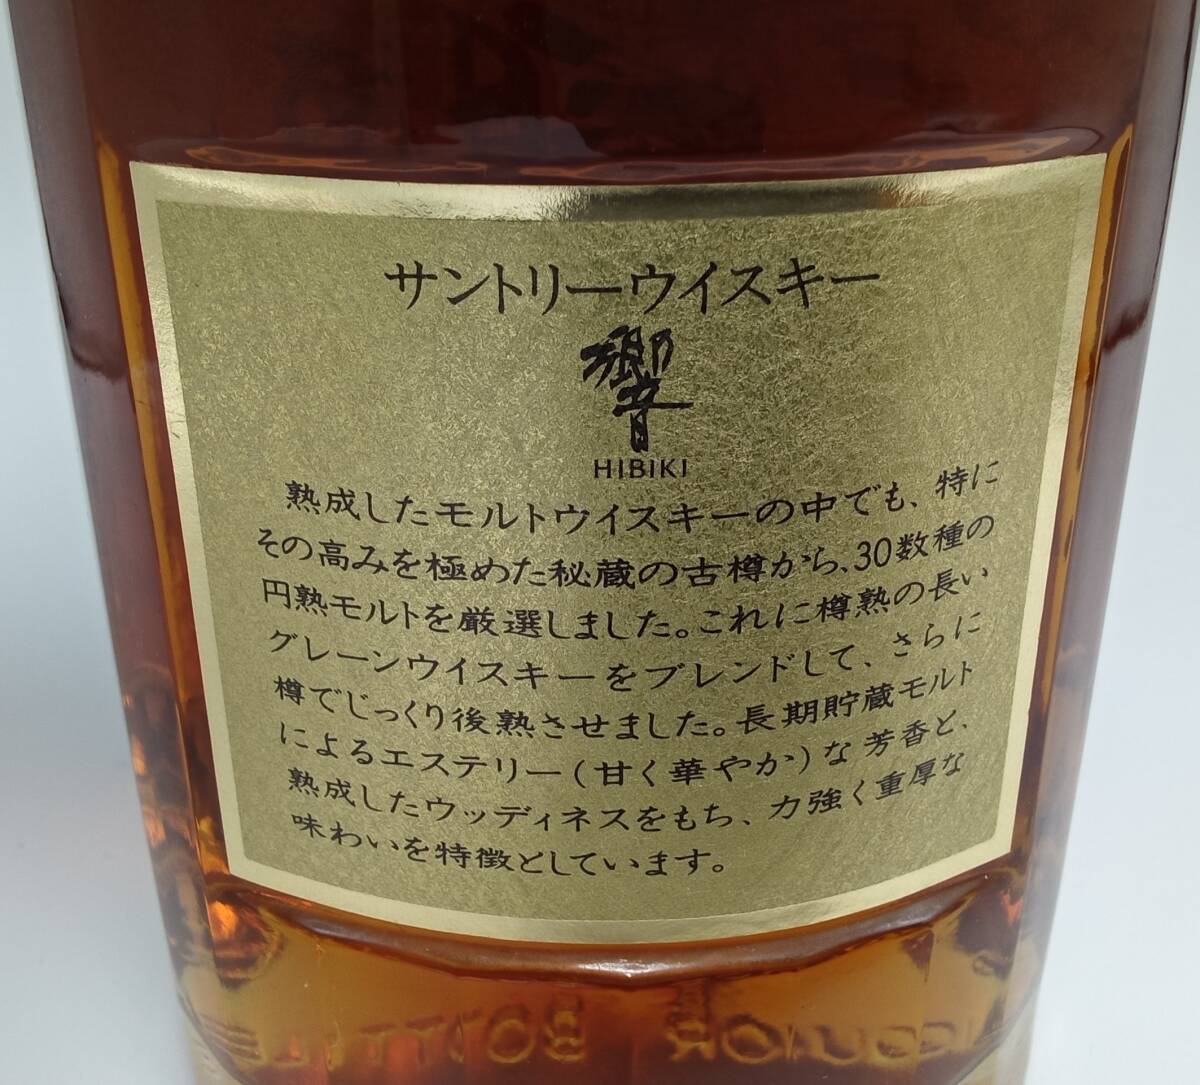 サントリーウイスキー
響
HIBIKI
熟成したモルトウイスキーの中でも、特に
その高みを極めた秘蔵の古樽から、30数種の
円熟モルトを厳選しました。これに樽熟の長い
グレーンウイスキーをブレンドして、さらに
樽でじっくり後熟させました。長期貯蔵モルト
によるエステリー(甘く華やか)な芳香と、
熟成したウッディネスをもち、力強く重厚な
味わいを特徴としています。